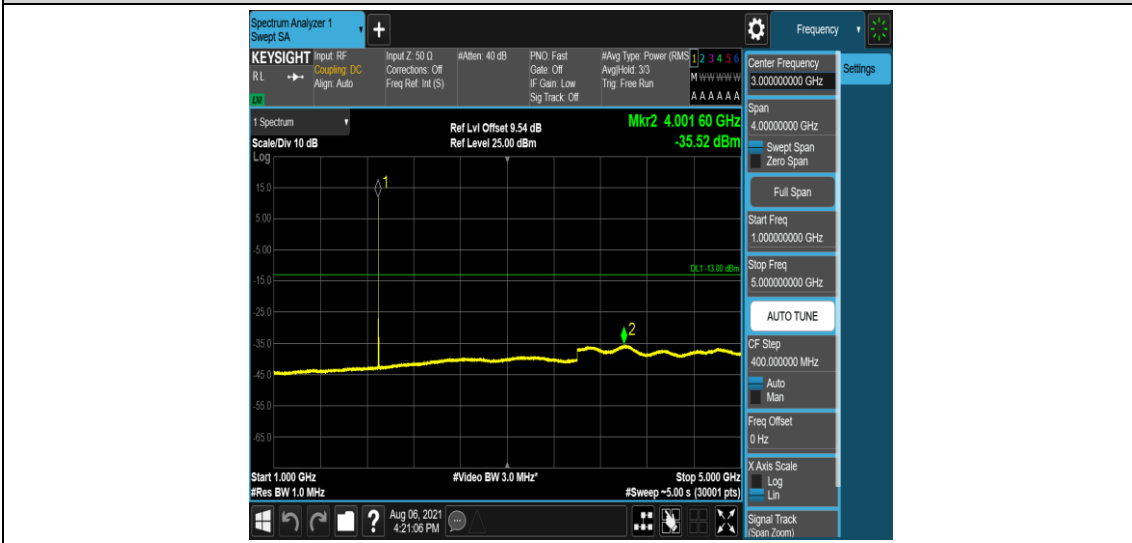 Spectrum Analyzer 1
Swept SA
+
Frequency
KEYSIGHT
RL
LXI
Input: RF
Coupling: DC
Align: Auto
Input Z: 50 Ω
Corrections: Off
Freq Ref: Int (S)
#Atten: 40 dB
PNO: Fast
Gate: Off
IF Gain: Low
Sig Track: Off
#Avg Type: Power (RMS
Avg|Hold: 3/3
Trig: Free Run
1 2 3 4 5 6
M W W W W W
A A A A A A
1 Spectrum
Scale/Div 10 dB
Log
Ref Lvl Offset 9.54 dB
Ref Level 25.00 dBm
Mkr2 4.001 60 GHz
-35.52 dBm
15.0
5.00
-5.00
-15.0
-25.0
-35.0
-45.0
-55.0
-65.0
1
2
DL1 -13.00 dBm
Start 1.000 GHz
#Res BW 1.0 MHz
#Video BW 3.0 MHz*
Stop 5.000 GHz
#Sweep ~5.00 s (30001 pts)
?
Aug 06, 2021
4:21:06 PM
Center Frequency
3.000000000 GHz
Settings
Span
4.00000000 GHz
Swept Span
Zero Span
Full Span
Start Freq
1.000000000 GHz
Stop Freq
5.000000000 GHz
AUTO TUNE
CF Step
400.000000 MHz
Auto
Man
Freq Offset
0 Hz
X Axis Scale
Log
Lin
Signal Track
(Span Zoom)